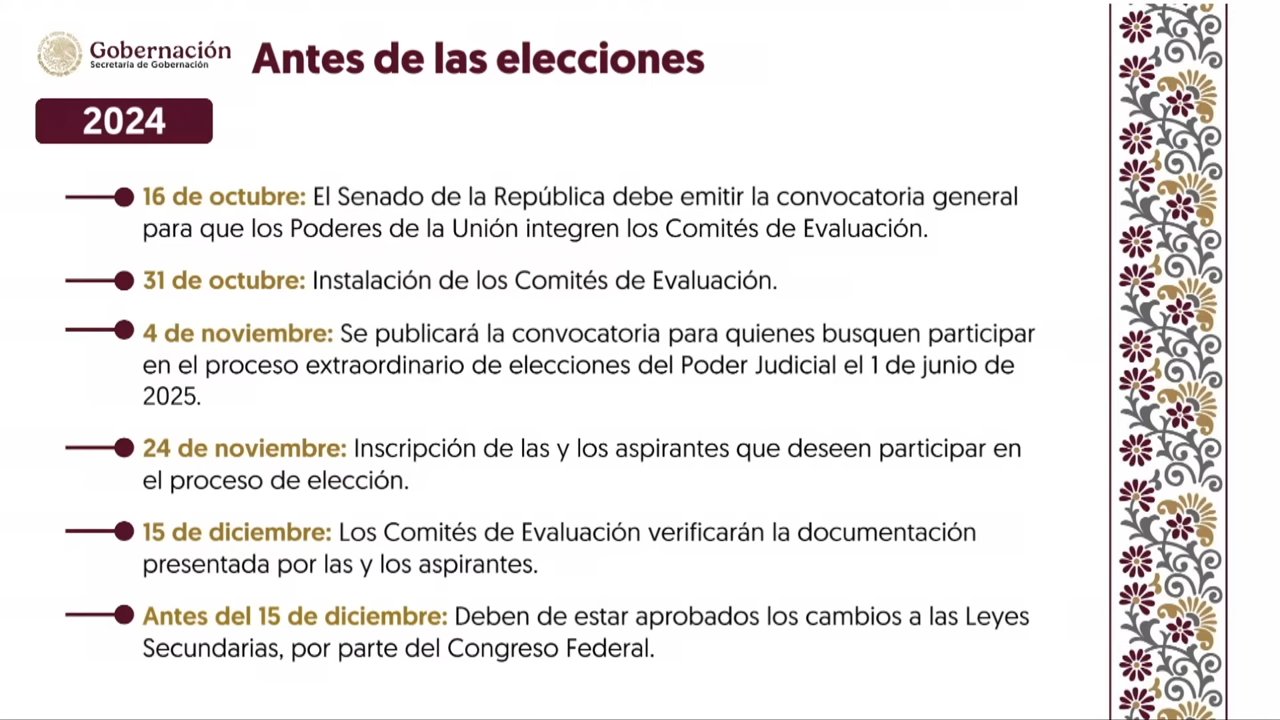 Gobernación
Secretaría de Gobernación
Antes de las elecciones
2024
16 de octubre: El Senado de la República debe emitir la convocatoria general
para que los Poderes de la Unión integren los Comités de Evaluación.
31 de octubre: Instalación de los Comités de Evaluación.
4 de noviembre: Se publicará la convocatoria para quienes busquen participar
en el proceso extraordinario de elecciones del Poder Judicial el 1 de junio de
2025.
24 de noviembre: Inscripción de las y los aspirantes que deseen participar en
el proceso de elección.
15 de diciembre: Los Comités de Evaluación verificarán la documentación
presentada por las y los aspirantes.
Antes del 15 de diciembre: Deben de estar aprobados los cambios a las Leyes
Secundarias, por parte del Congreso Federal.